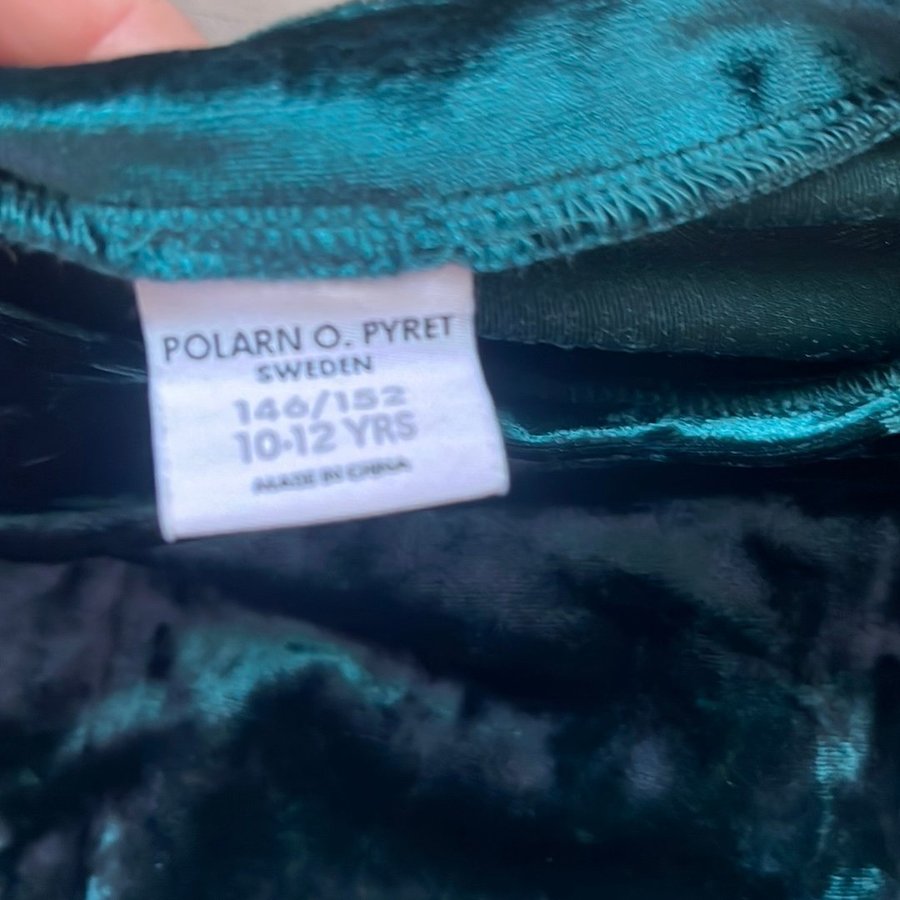 POLARN O. PYRET
SWEDEN
146/152
10-12 YRS
MADE IN CHINA